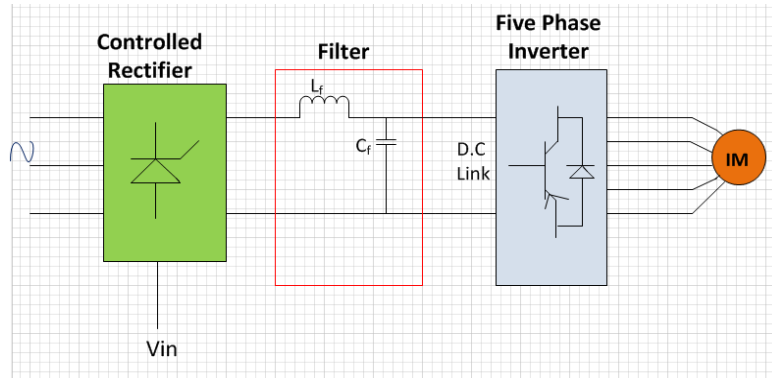 Controlled
Rectifier
Filter
Five Phase
Inverter
Lf
Cf
D.C
Link
IM
Vin